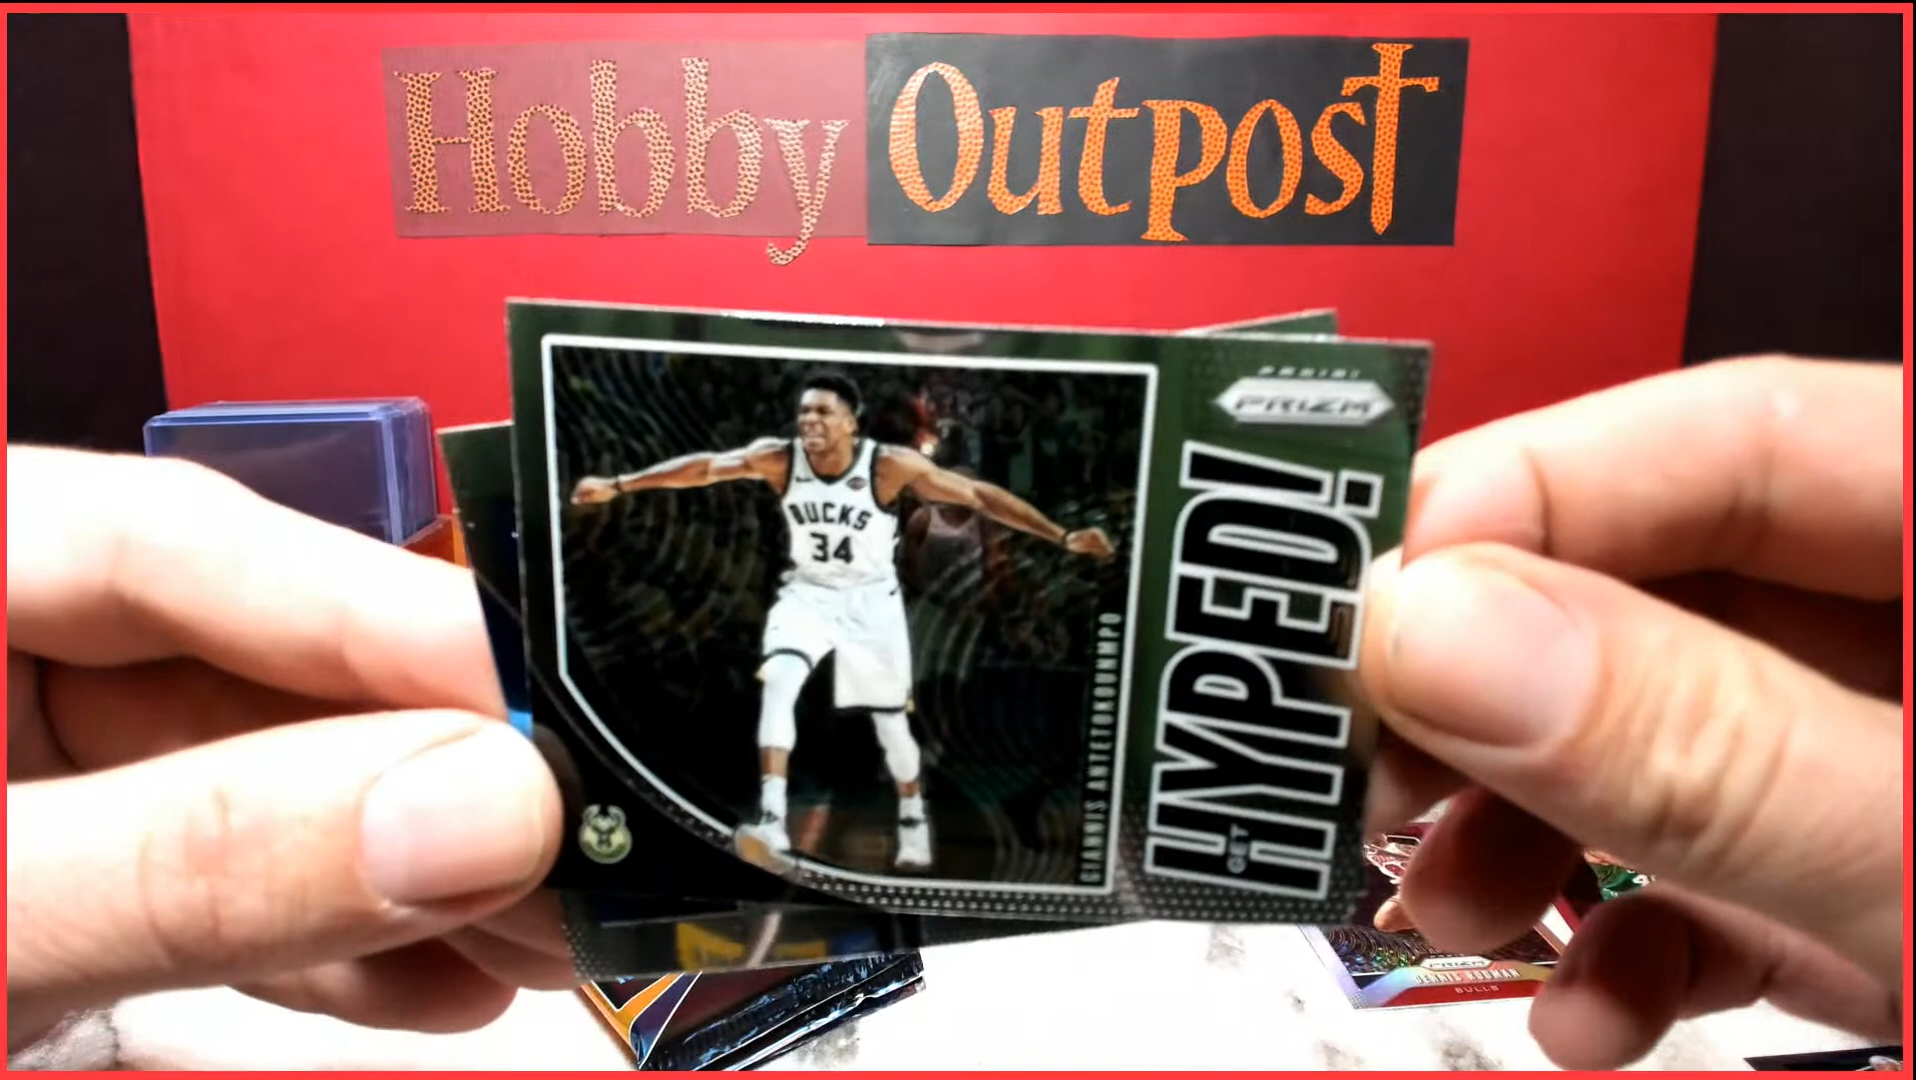 Hobby Outpost
PANINI
PRIZM
GET
HYPED!
BUCKS
34
GIANNIS ANTETOKOUNMPO
PRIZM
DENNIS RODMAN
BULLS